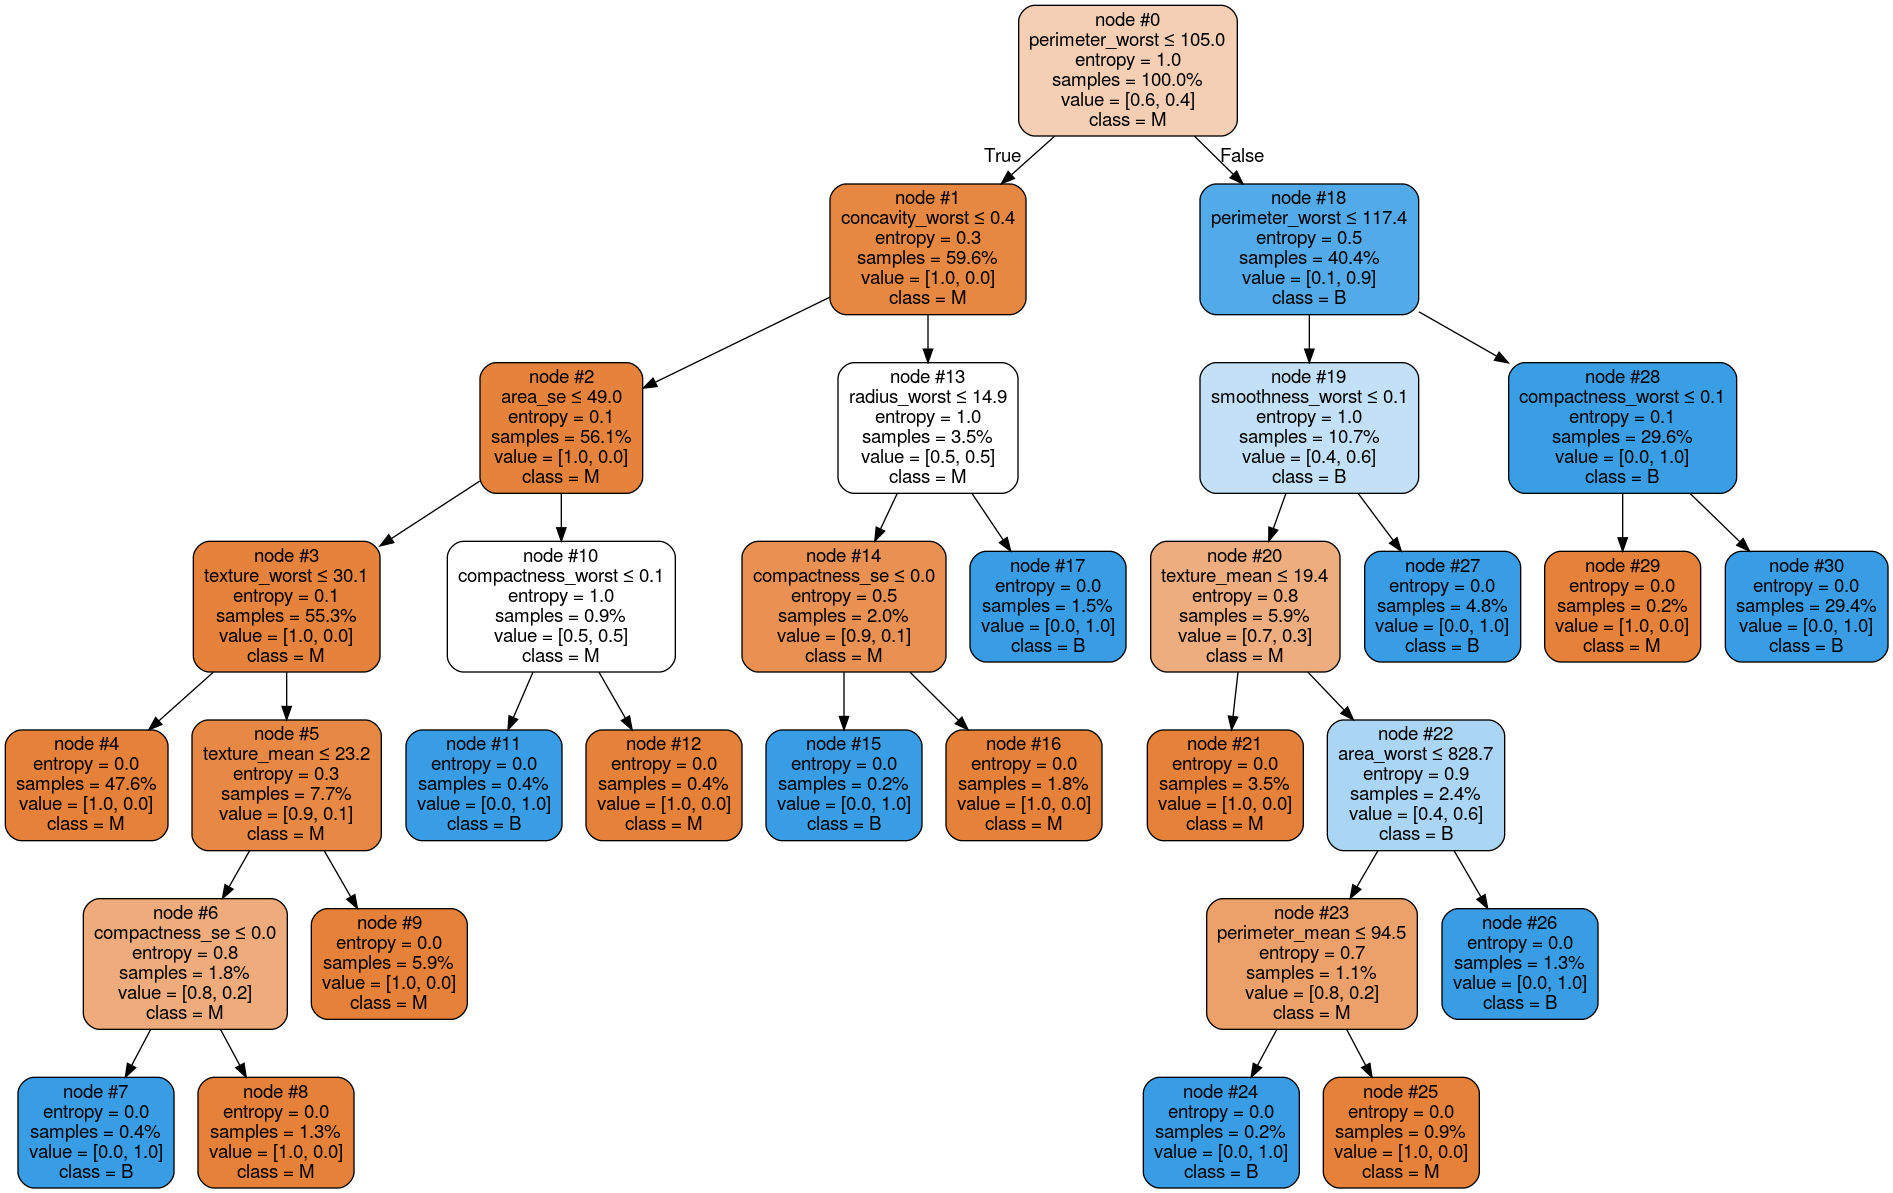 node #0
perimeter_worst ≤ 105.0
entropy = 1.0
samples = 100.0%
value = [0.6, 0.4]
class = M
True
False
node #1
concavity_worst ≤ 0.4
entropy = 0.3
samples = 59.6%
value = [1.0, 0.0]
class = M
node #18
perimeter_worst ≤ 117.4
entropy = 0.5
samples = 40.4%
value = [0.1, 0.9]
class = B
node #2
area_se ≤ 49.0
entropy = 0.1
samples = 56.1%
value = [1.0, 0.0]
class = M
node #13
radius_worst ≤ 14.9
entropy = 1.0
samples = 3.5%
value = [0.5, 0.5]
class = M
node #19
smoothness_worst ≤ 0.1
entropy = 1.0
samples = 10.7%
value = [0.4, 0.6]
class = B
node #28
compactness_worst ≤ 0.1
entropy = 0.1
samples = 29.6%
value = [0.0, 1.0]
class = B
node #3
texture_worst ≤ 30.1
entropy = 0.1
samples = 55.3%
value = [1.0, 0.0]
class = M
node #10
compactness_worst ≤ 0.1
entropy = 1.0
samples = 0.9%
value = [0.5, 0.5]
class = M
node #14
compactness_se ≤ 0.0
entropy = 0.5
samples = 2.0%
value = [0.9, 0.1]
class = M
node #17
entropy = 0.0
samples = 1.5%
value = [0.0, 1.0]
class = B
node #20
texture_mean ≤ 19.4
entropy = 0.8
samples = 5.9%
value = [0.7, 0.3]
class = M
node #27
entropy = 0.0
samples = 4.8%
value = [0.0, 1.0]
class = B
node #29
entropy = 0.0
samples = 0.2%
value = [1.0, 0.0]
class = M
node #30
entropy = 0.0
samples = 29.4%
value = [0.0, 1.0]
class = B
node #4
entropy = 0.0
samples = 47.6%
value = [1.0, 0.0]
class = M
node #5
texture_mean ≤ 23.2
entropy = 0.3
samples = 7.7%
value = [0.9, 0.1]
class = M
node #11
entropy = 0.0
samples = 0.4%
value = [0.0, 1.0]
class = B
node #12
entropy = 0.0
samples = 0.4%
value = [1.0, 0.0]
class = M
node #15
entropy = 0.0
samples = 0.2%
value = [0.0, 1.0]
class = B
node #16
entropy = 0.0
samples = 1.8%
value = [1.0, 0.0]
class = M
node #21
entropy = 0.0
samples = 3.5%
value = [1.0, 0.0]
class = M
node #22
area_worst ≤ 828.7
entropy = 0.9
samples = 2.4%
value = [0.4, 0.6]
class = B
node #6
compactness_se ≤ 0.0
entropy = 0.8
samples = 1.8%
value = [0.8, 0.2]
class = M
node #9
entropy = 0.0
samples = 5.9%
value = [1.0, 0.0]
class = M
node #23
perimeter_mean ≤ 94.5
entropy = 0.7
samples = 1.1%
value = [0.8, 0.2]
class = M
node #26
entropy = 0.0
samples = 1.3%
value = [0.0, 1.0]
class = B
node #7
entropy = 0.0
samples = 0.4%
value = [0.0, 1.0]
class = B
node #8
entropy = 0.0
samples = 1.3%
value = [1.0, 0.0]
class = M
node #24
entropy = 0.0
samples = 0.2%
value = [0.0, 1.0]
class = B
node #25
entropy = 0.0
samples = 0.9%
value = [1.0, 0.0]
class = M